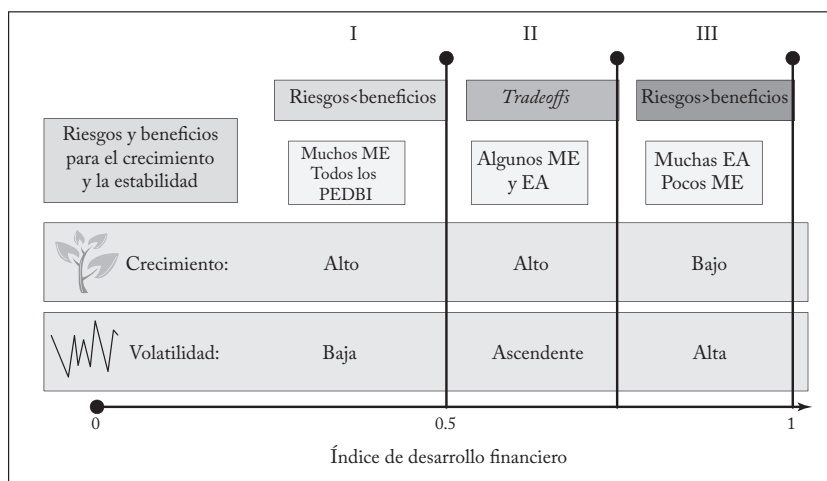 I
II
III
Riesgos<beneficios
Tradeoffs
Riesgos>beneficios
Riesgos y beneficios
para el crecimiento
y la estabilidad
Muchos ME
Todos los
PEDBI
Algunos ME
y EA
Muchas EA
Pocos ME
Crecimiento:
Alto
Alto
Bajo
Volatilidad:
Baja
Ascendente
Alta
0
0.5
1
Índice de desarrollo financiero